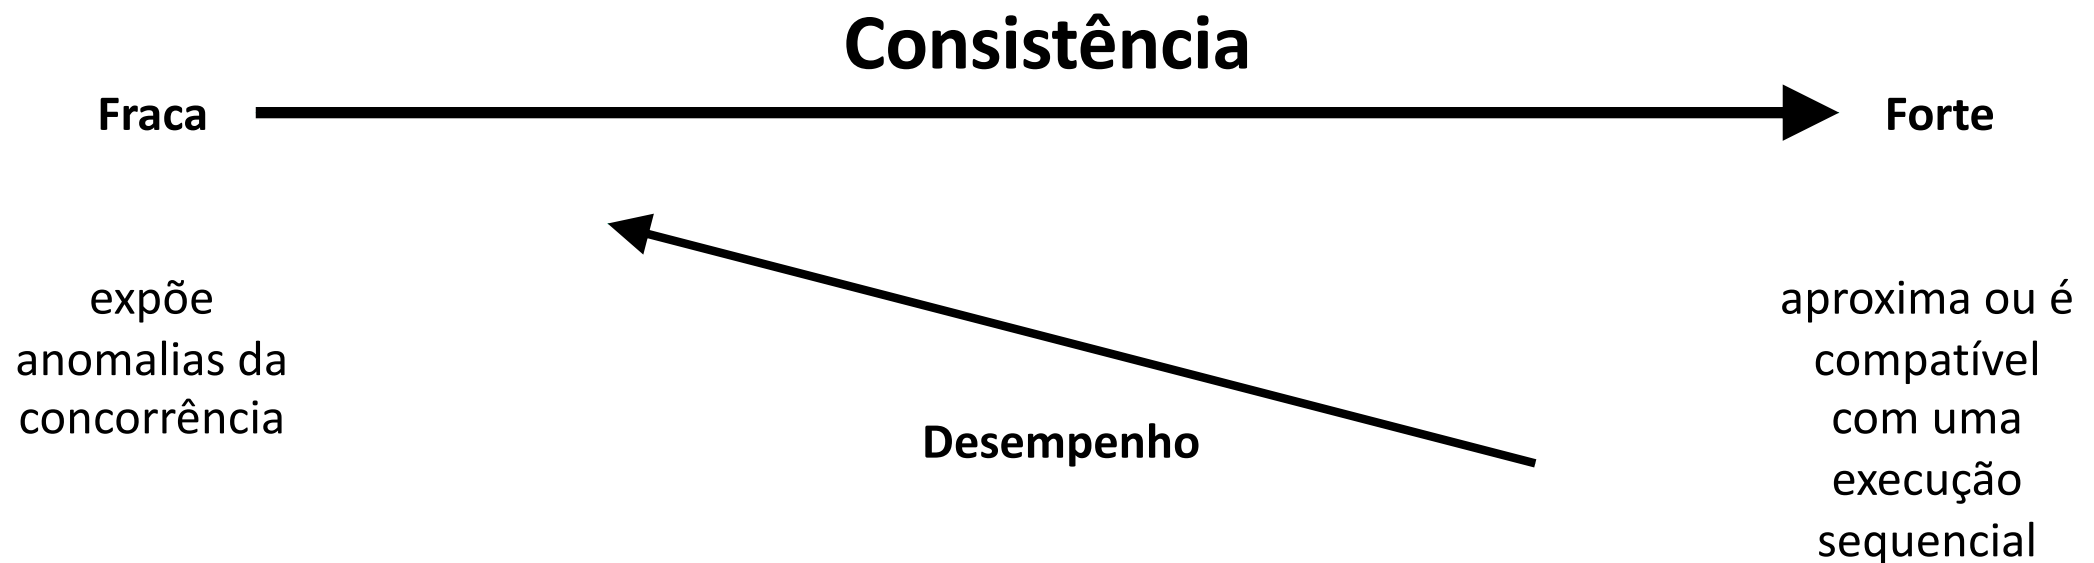 Consistência
Fraca
Forte
expõe
anomalias da
concorrência
Desempenho
aproxima ou é
compatível
com uma
execução
sequencial